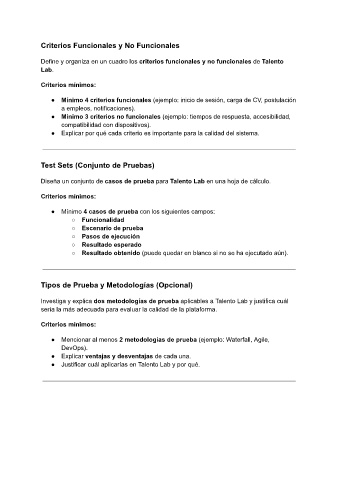 Criterios Funcionales y No Funcionales
Define y organiza en un cuadro los criterios funcionales y no funcionales de Talento
Lab.
Criterios mínimos:
● Mínimo 4 criterios funcionales (ejemplo: inicio de sesión, carga de CV, postulación
a empleos, notificaciones).
● Mínimo 3 criterios no funcionales (ejemplo: tiempos de respuesta, accesibilidad,
compatibilidad con dispositivos).
● Explicar por qué cada criterio es importante para la calidad del sistema.
Test Sets (Conjunto de Pruebas)
Diseña un conjunto de casos de prueba para Talento Lab en una hoja de cálculo.
Criterios mínimos:
● Mínimo 4 casos de prueba con los siguientes campos:
○ Funcionalidad
○ Escenario de prueba
○ Pasos de ejecución
○ Resultado esperado
○ Resultado obtenido (puede quedar en blanco si no se ha ejecutado aún).
Tipos de Prueba y Metodologías (Opcional)
Investiga y explica dos metodologías de prueba aplicables a Talento Lab y justifica cuál
sería la más adecuada para evaluar la calidad de la plataforma.
Criterios mínimos:
● Mencionar al menos 2 metodologías de prueba (ejemplo: Waterfall, Agile,
DevOps).
● Explicar ventajas y desventajas de cada una.
● Justificar cuál aplicarías en Talento Lab y por qué.